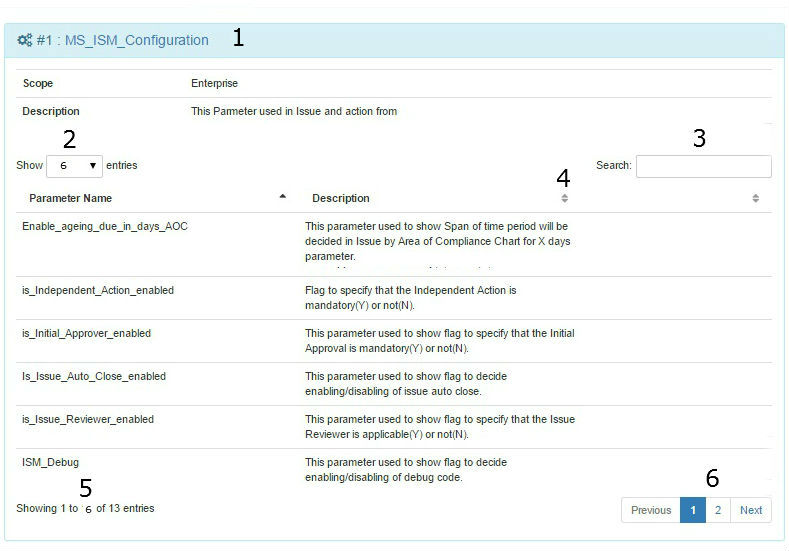 #1 : MS_ISM_Configuration 1
Scope Enterprise
Description This Parmeter used in Issue and action from
2 3
Show 6 entries Search:
4
Parameter Name Description
Enable_ageing_due_in_days_AOC This parameter used to show Span of time period will be
decided in Issue by Area of Compliance Chart for X days
parameter.
is_Independent_Action_enabled Flag to specify that the Independent Action is
mandatory(Y) or not(N).
is_Initial_Approver_enabled This parameter used to show flag to specify that the Initial
Approval is mandatory(Y) or not(N).
Is_Issue_Auto_Close_enabled This parameter used to show flag to decide
enabling/disabling of issue auto close.
is_Issue_Reviewer_enabled This parameter used to show flag to specify that the Issue
Reviewer is applicable(Y) or not(N).
ISM_Debug This parameter used to show flag to decide
enabling/disabling of debug code.
5 6
Showing 1 to 6 of 13 entries Previous 1 2 Next